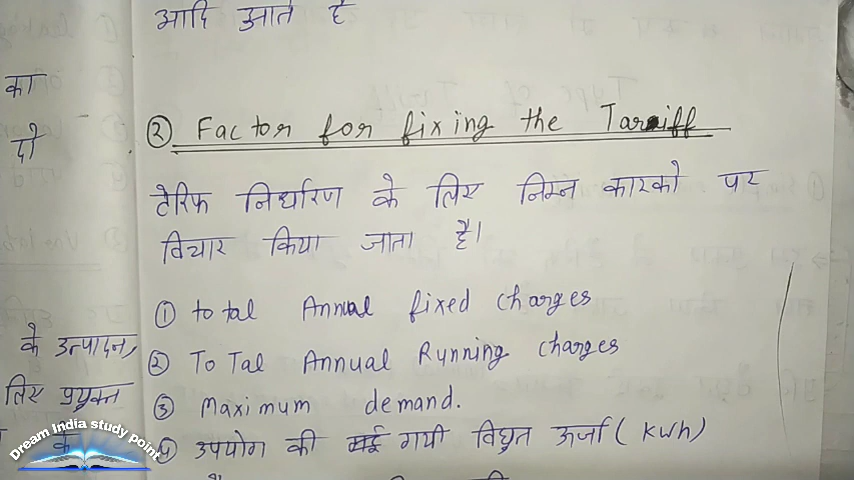 आदि आते है
② Factor for fixing the Tariff
टेरिफ निर्धारण के लिए निम्न कारको पर
विचार किया जाता है।
① total Annual fixed charges
② ToTal Annual Running charges
③ Maximum demand.
④ उपयोग की गयी विद्युत ऊर्जा (kwh)
का
दो
के उत्पादन,
लिए प्रयुक्त
के
Dream India study point